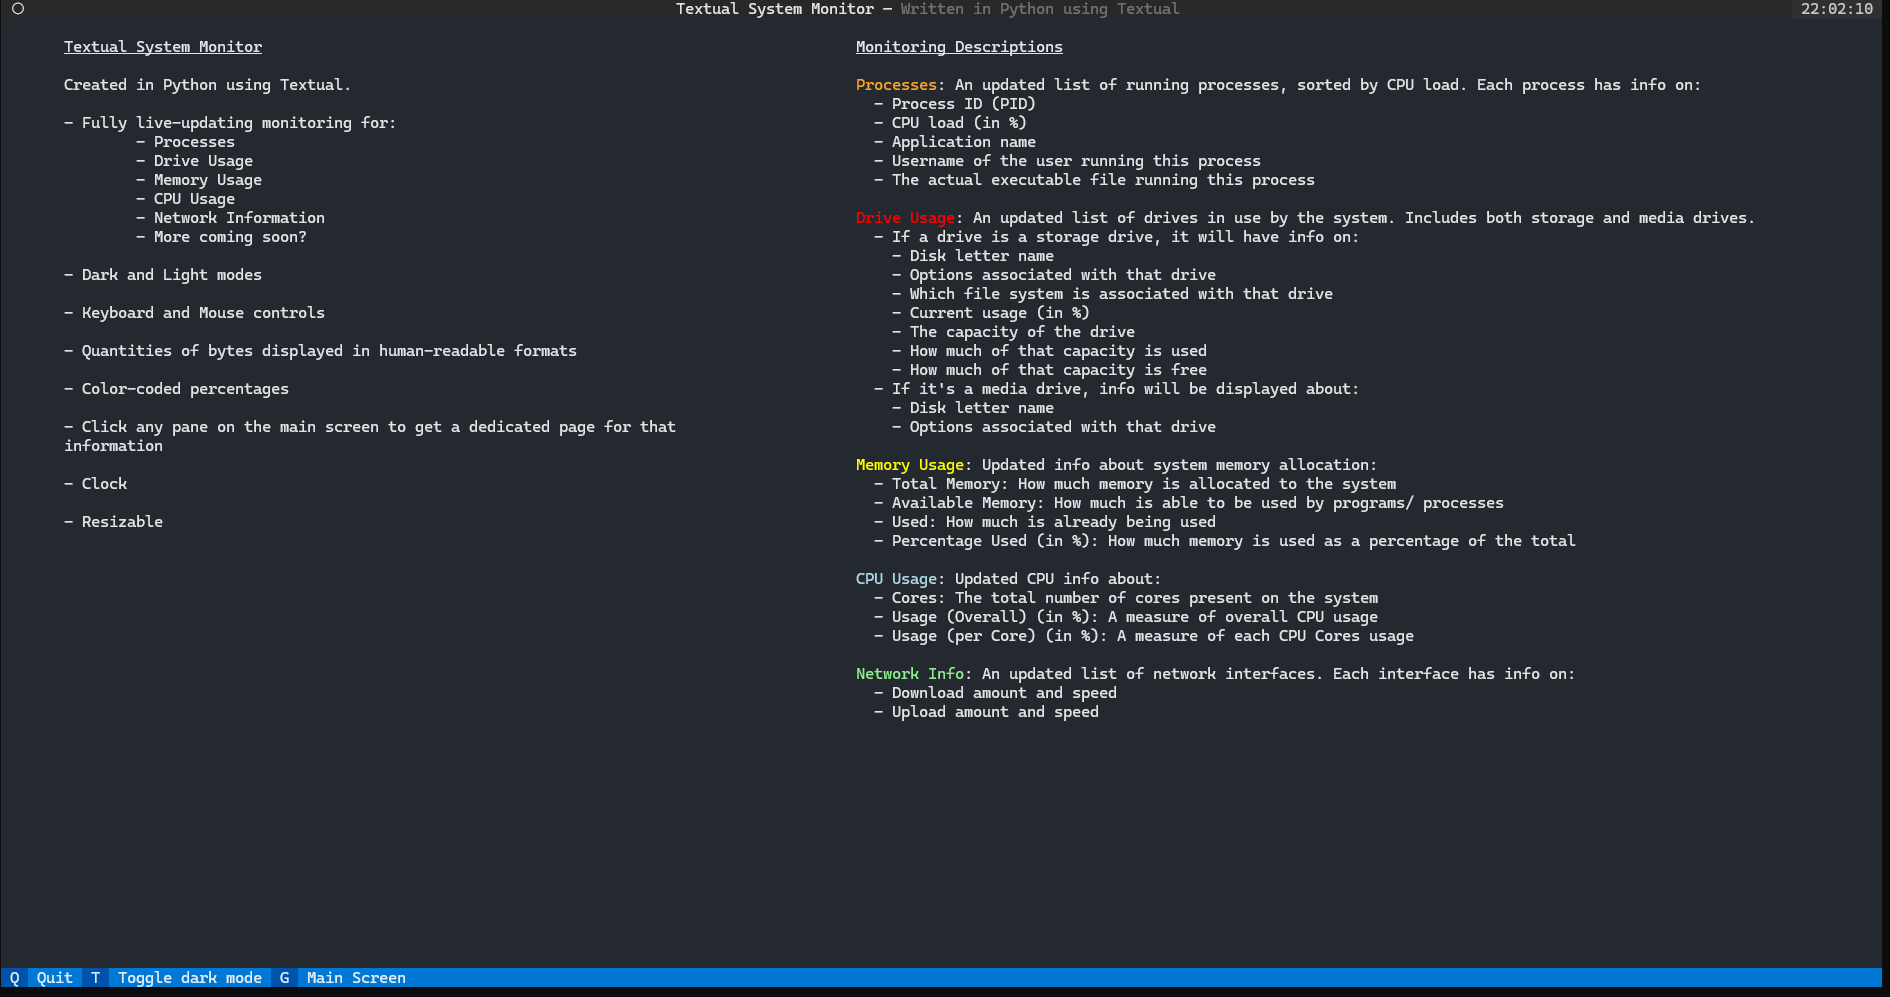 Textual System Monitor — Written in Python using Textual
22:02:10
Textual System Monitor
Created in Python using Textual.
- Fully live-updating monitoring for:
- Processes
- Drive Usage
- Memory Usage
- CPU Usage
- Network Information
- More coming soon?
- Dark and Light modes
- Keyboard and Mouse controls
- Quantities of bytes displayed in human-readable formats
- Color-coded percentages
- Click any pane on the main screen to get a dedicated page for that
information
- Clock
- Resizable
Monitoring Descriptions
Processes: An updated list of running processes, sorted by CPU load. Each process has info on:
- Process ID (PID)
- CPU load (in %)
- Application name
- Username of the user running this process
- The actual executable file running this process
Drive Usage: An updated list of drives in use by the system. Includes both storage and media drives.
- If a drive is a storage drive, it will have info on:
- Disk letter name
- Options associated with that drive
- Which file system is associated with that drive
- Current usage (in %)
- The capacity of the drive
- How much of that capacity is used
- How much of that capacity is free
- If it's a media drive, info will be displayed about:
- Disk letter name
- Options associated with that drive
Memory Usage: Updated info about system memory allocation:
- Total Memory: How much memory is allocated to the system
- Available Memory: How much is able to be used by programs/ processes
- Used: How much is already being used
- Percentage Used (in %): How much memory is used as a percentage of the total
CPU Usage: Updated CPU info about:
- Cores: The total number of cores present on the system
- Usage (Overall) (in %): A measure of overall CPU usage
- Usage (per Core) (in %): A measure of each CPU Cores usage
Network Info: An updated list of network interfaces. Each interface has info on:
- Download amount and speed
- Upload amount and speed
Q Quit T Toggle dark mode G Main Screen